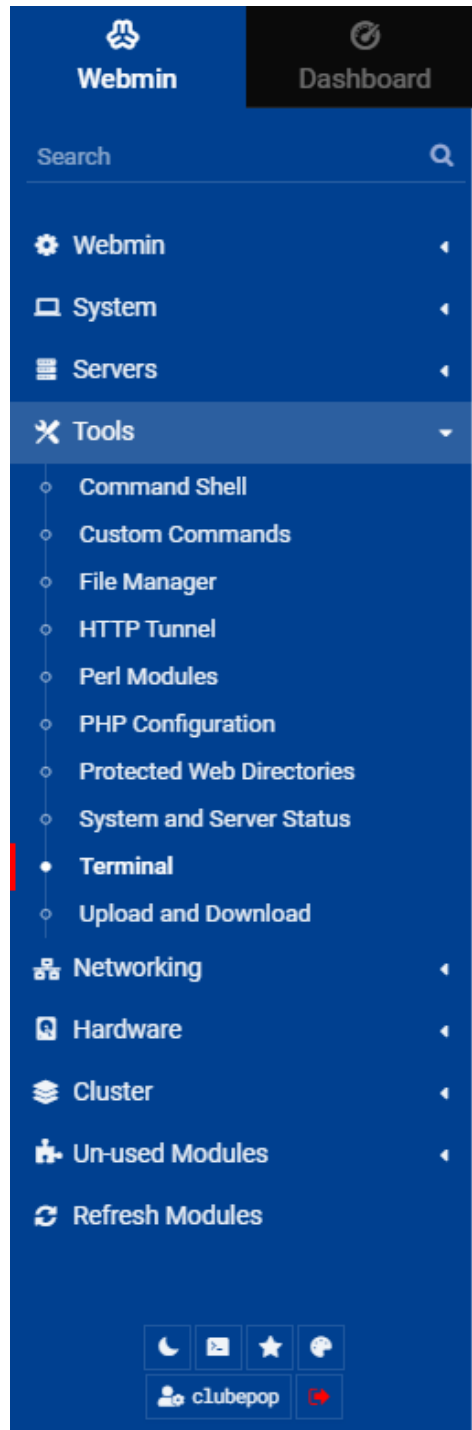 Webmin
Dashboard
Search
Webmin
System
Servers
Tools
Command Shell
Custom Commands
File Manager
HTTP Tunnel
Perl Modules
PHP Configuration
Protected Web Directories
System and Server Status
Terminal
Upload and Download
Networking
Hardware
Cluster
Un-used Modules
Refresh Modules
clubepop